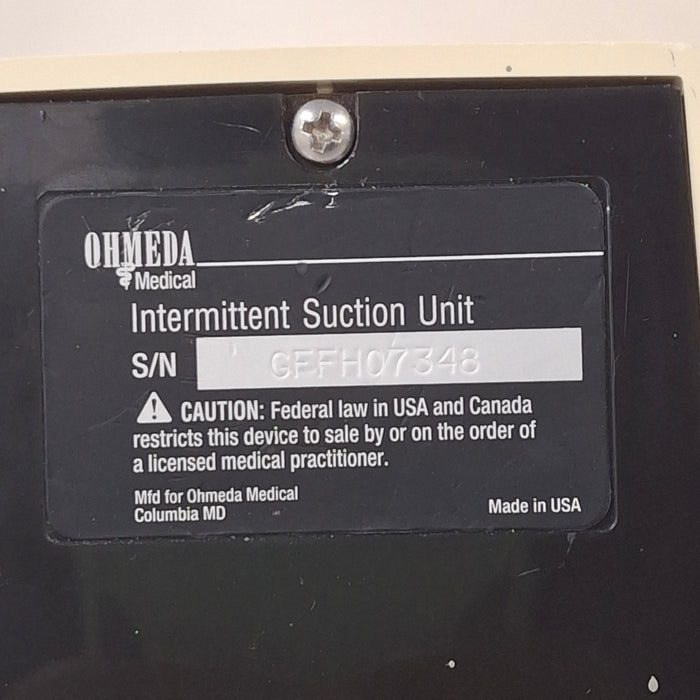 OHMEDA
Medical
Intermittent Suction Unit
S/N GFFH07348
CAUTION: Federal law in USA and Canada
restricts this device to sale by or on the order of
a licensed medical practitioner.
Mfd for Ohmeda Medical
Columbia MD
Made in USA